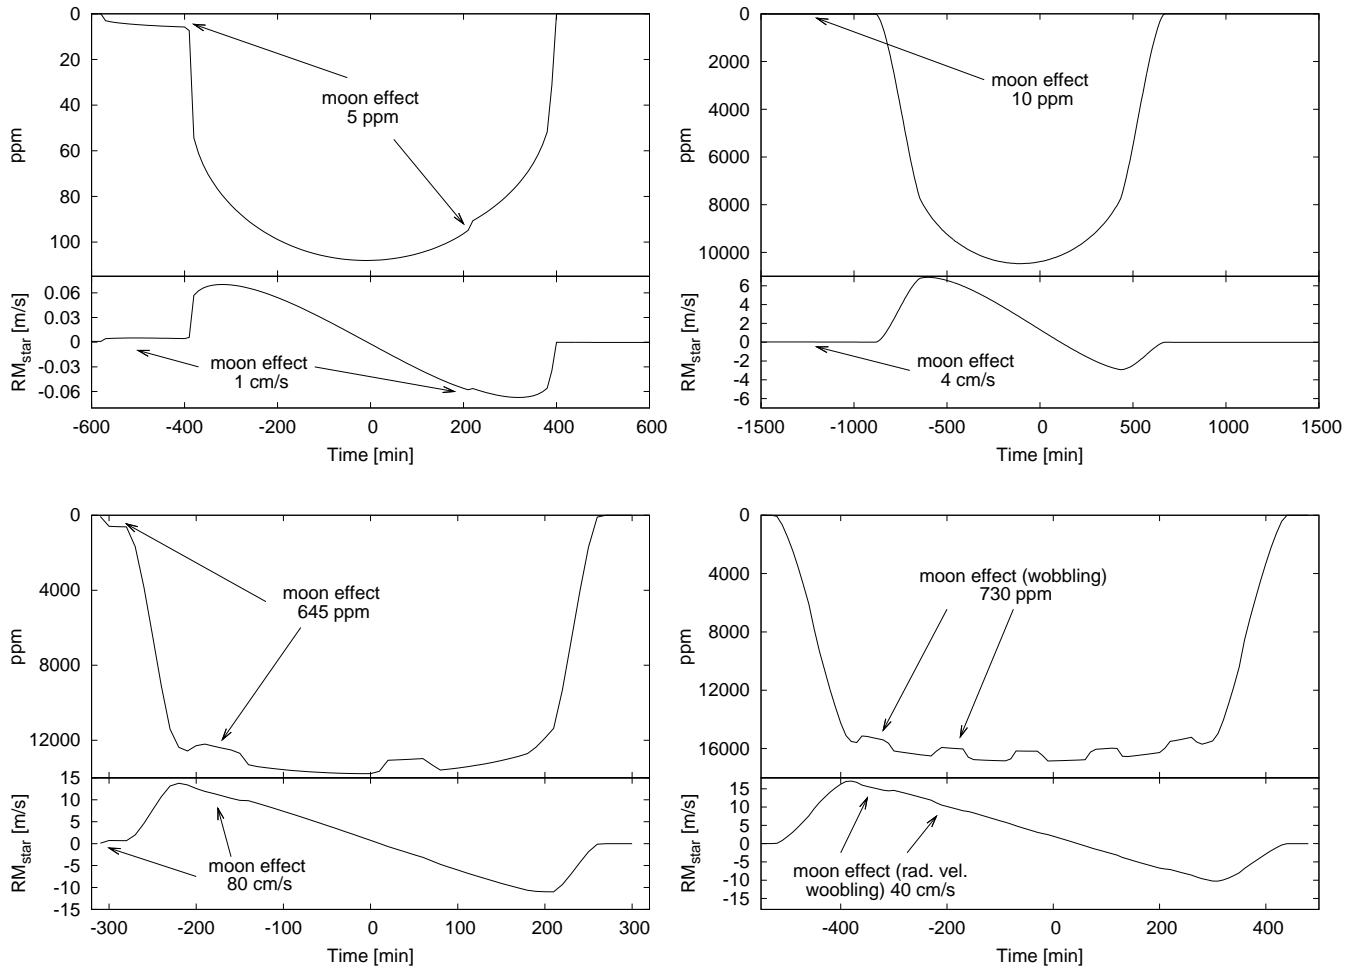 0
20
40
60
80
100
ppm
moon effect
5 ppm
0.06
0.03
0
-0.03
-0.06
RMstar [m/s]
moon effect
1 cm/s
-600 -400 -200 0 200 400 600
Time [min]
0
2000
4000
6000
8000
10000
ppm
moon effect
10 ppm
6
4
2
0
-2
-4
-6
RMstar [m/s]
moon effect
4 cm/s
-1500 -1000 -500 0 500 1000 1500
Time [min]
0
4000
8000
12000
ppm
moon effect
645 ppm
15
10
5
0
-5
-10
-15
RMstar [m/s]
moon effect
80 cm/s
-300 -200 -100 0 100 200 300
Time [min]
0
4000
8000
12000
16000
ppm
moon effect (wobbling)
730 ppm
15
10
5
0
-5
-10
-15
RMstar [m/s]
moon effect (rad. vel.
woobling) 40 cm/s
-400 -200 0 200 400
Time [min]